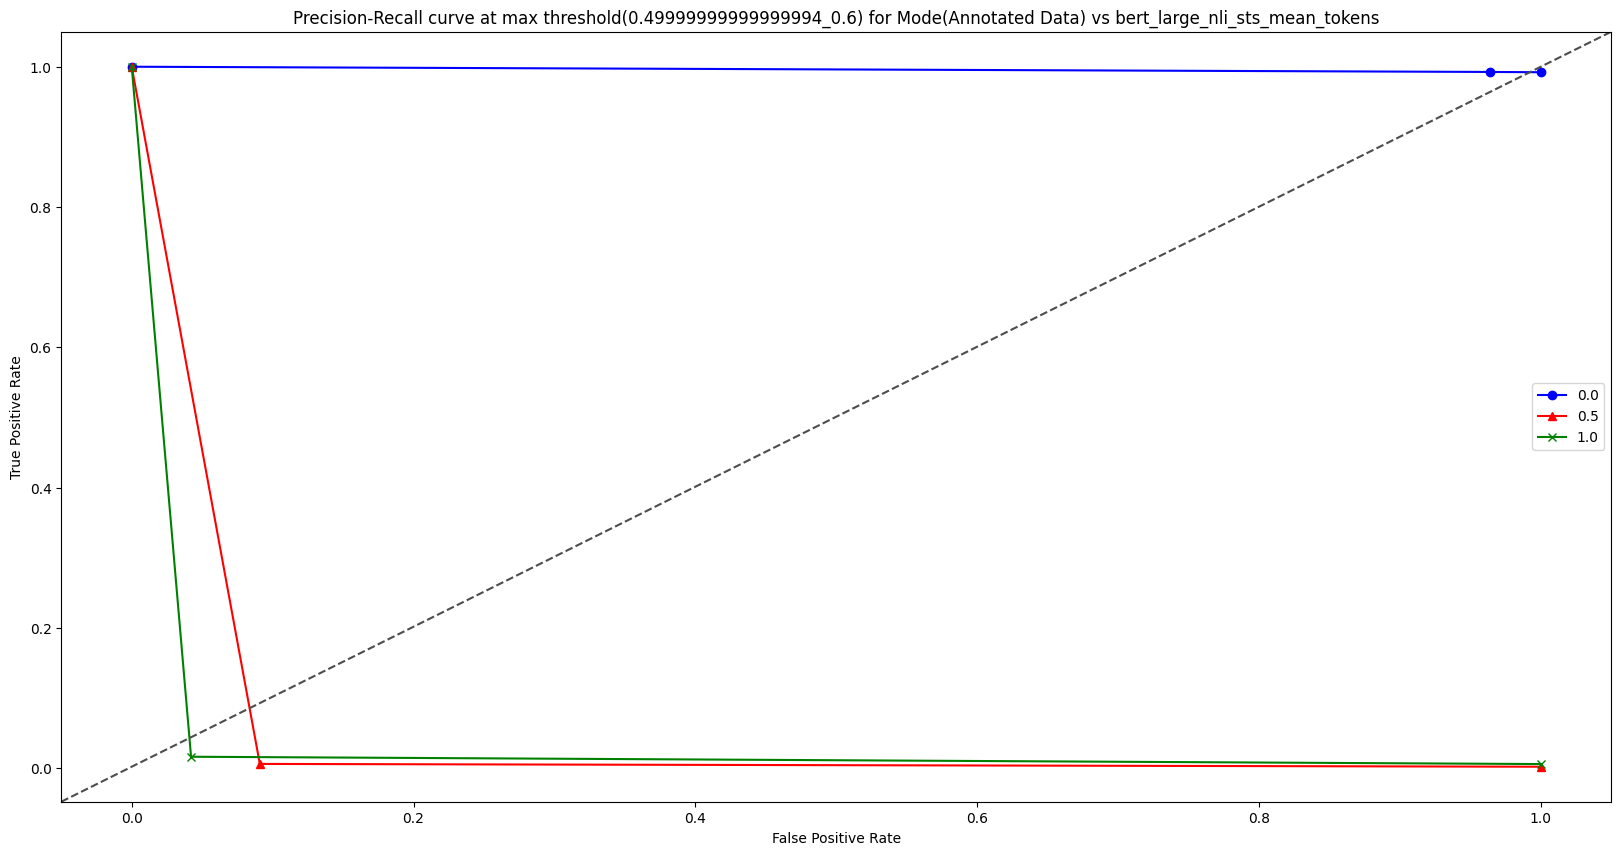 Precision-Recall curve at max threshold(0.49999999999999994_0.6) for Mode(Annotated Data) vs bert_large_nli_sts_mean_tokens
1.0
0.8
0.6
0.4
0.2
0.0
True Positive Rate
0.0
0.5
1.0
0.0 0.2 0.4 0.6 0.8 1.0
False Positive Rate